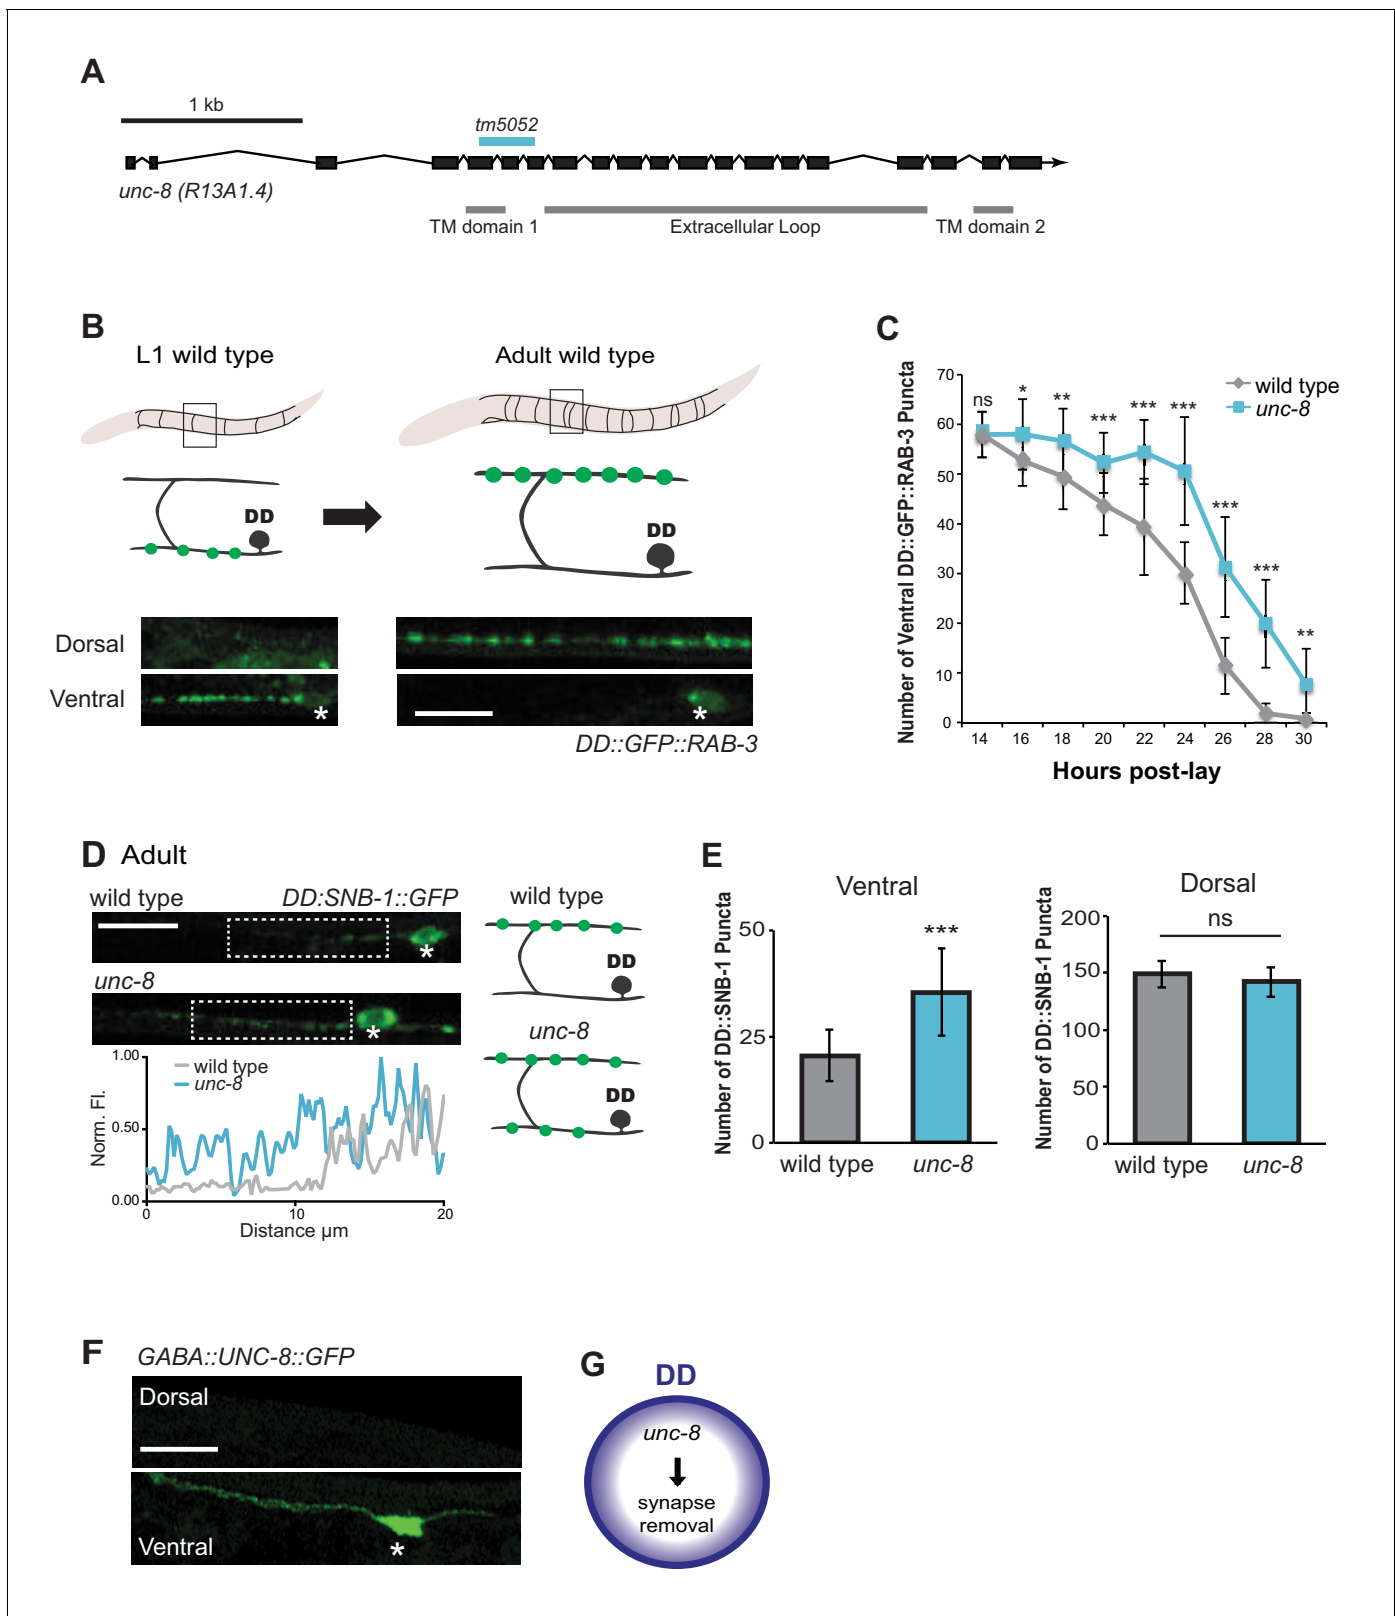 A
1 kb
tm5052
unc-8 (R13A1.4)
TM domain 1
Extracellular Loop
TM domain 2
B
L1 wild type
Adult wild type
DD
DD
Dorsal
Ventral
*
*
DD::GFP::RAB-3
C
Number of Ventral DD::GFP::RAB-3 Puncta
70
60
50
40
30
20
10
0
ns
*
**
***
***
***
***
***
**
wild type
unc-8
14 16 18 20 22 24 26 28 30
Hours post-lay
D Adult
wild type
DD:SNB-1::GFP
*
unc-8
*
Norm. Fl.
1.00
0.50
0.00
wild type
unc-8
0 10 20
Distance µm
wild type
DD
unc-8
DD
E
Ventral
Number of DD::SNB-1 Puncta
50
25
0
***
wild type
unc-8
Dorsal
Number of DD::SNB-1 Puncta
200
150
100
50
0
ns
wild type
unc-8
F
GABA::UNC-8::GFP
Dorsal
Ventral
*
G
DD
unc-8
synapse
removal